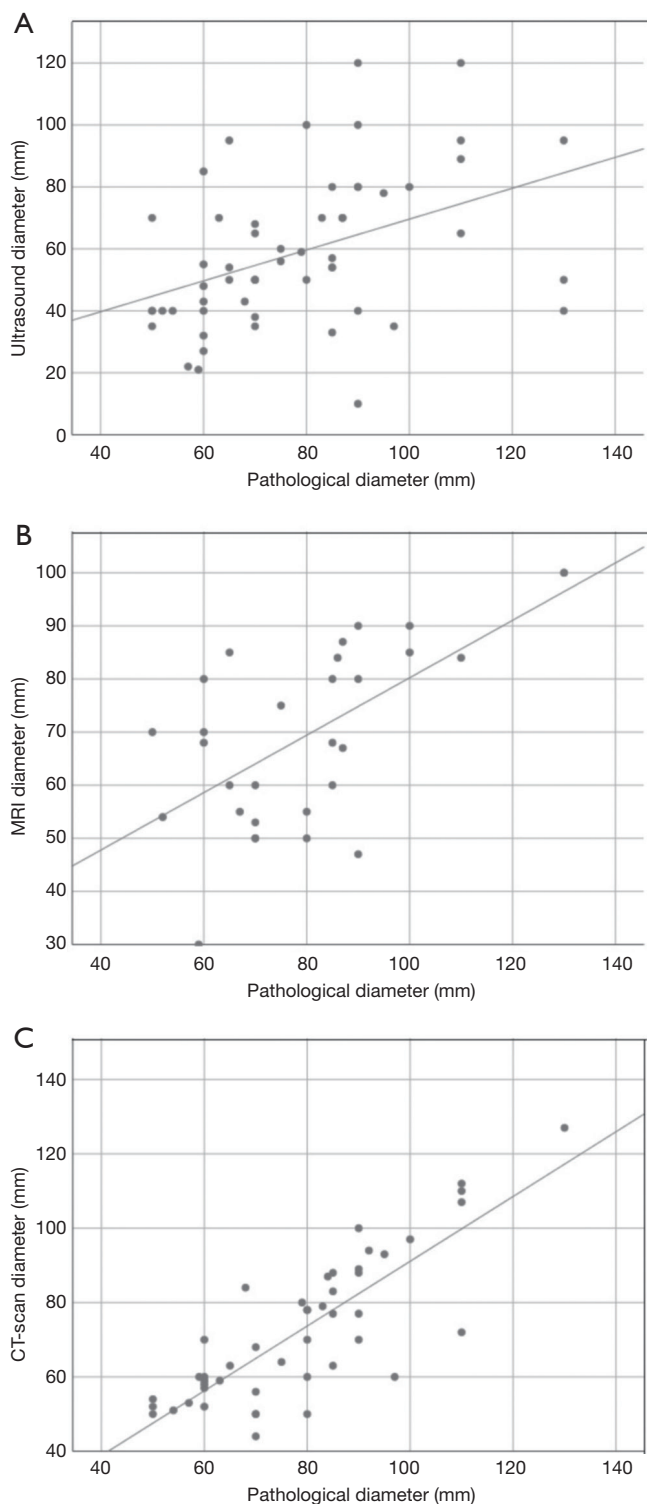 A
120
100
80
60
40
20
0
40 60 80 100 120 140
Ultrasound diameter (mm)
Pathological diameter (mm)
B
100
90
80
70
60
50
40
30
40 60 80 100 120 140
MRI diameter (mm)
Pathological diameter (mm)
C
140
120
100
80
60
40
40 60 80 100 120 140
CT-scan diameter (mm)
Pathological diameter (mm)